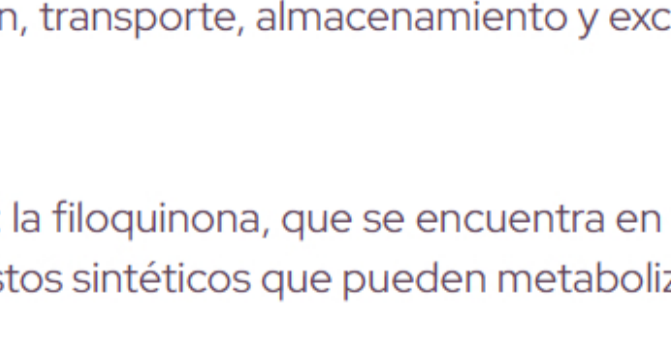 n, transporte, almacenamiento y exc
: la filoquinona, que se encuentra en
stos sintéticos que pueden metaboliz